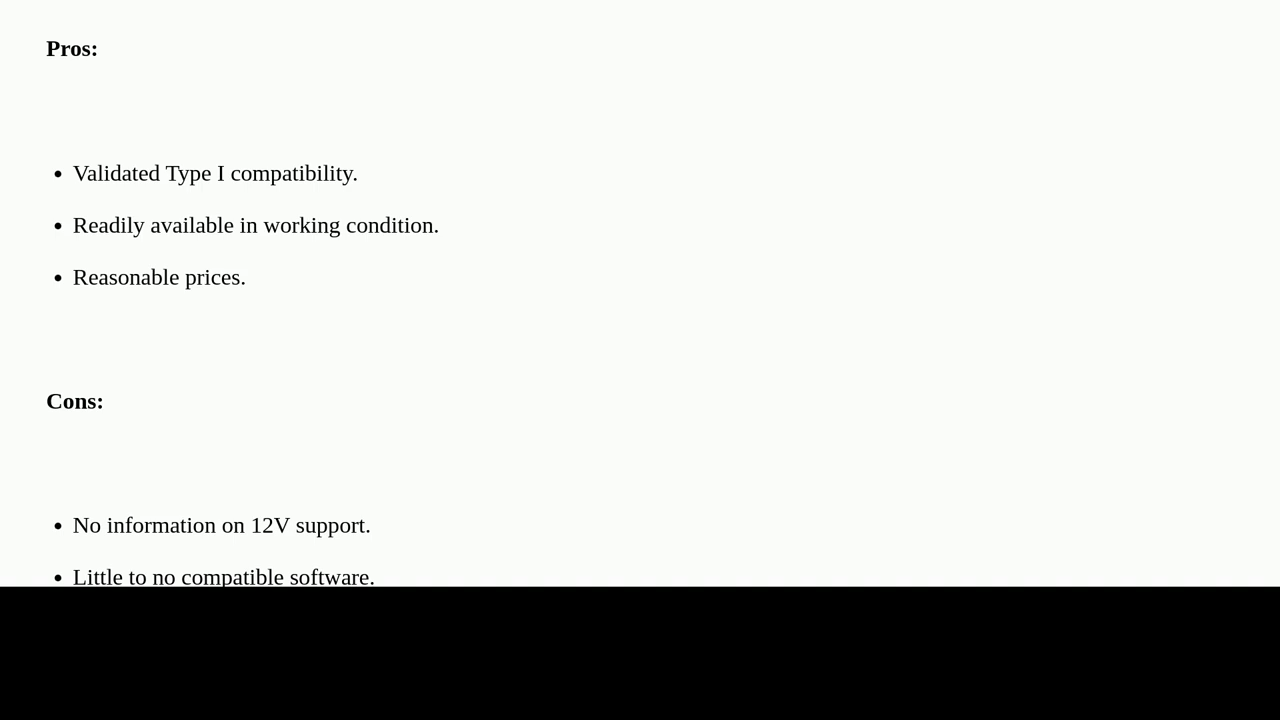 Pros:
• Validated Type I compatibility.
• Readily available in working condition.
• Reasonable prices.
Cons:
• No information on 12V support.
• Little to no compatible software.